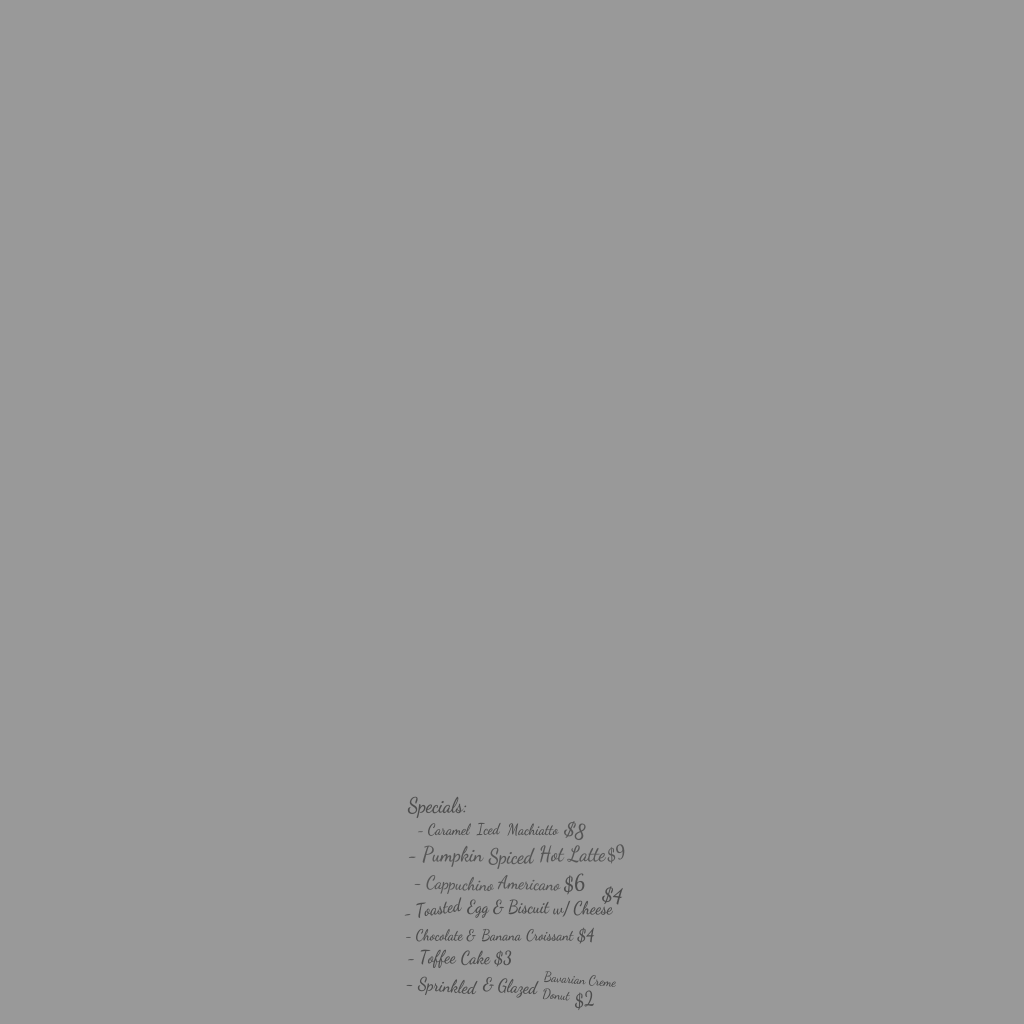 Specials:
- Caramel Iced Machiatto $8
- Pumpkin Spiced Hot Latte $9
- Cappuchino Americano $6
- Toasted Egg & Biscuit w/ Cheese $4
- Chocolate & Banana Croissant $4
- Toffee Cake $3
- Sprinkled & Glazed Bavarian Creme
Donut $2